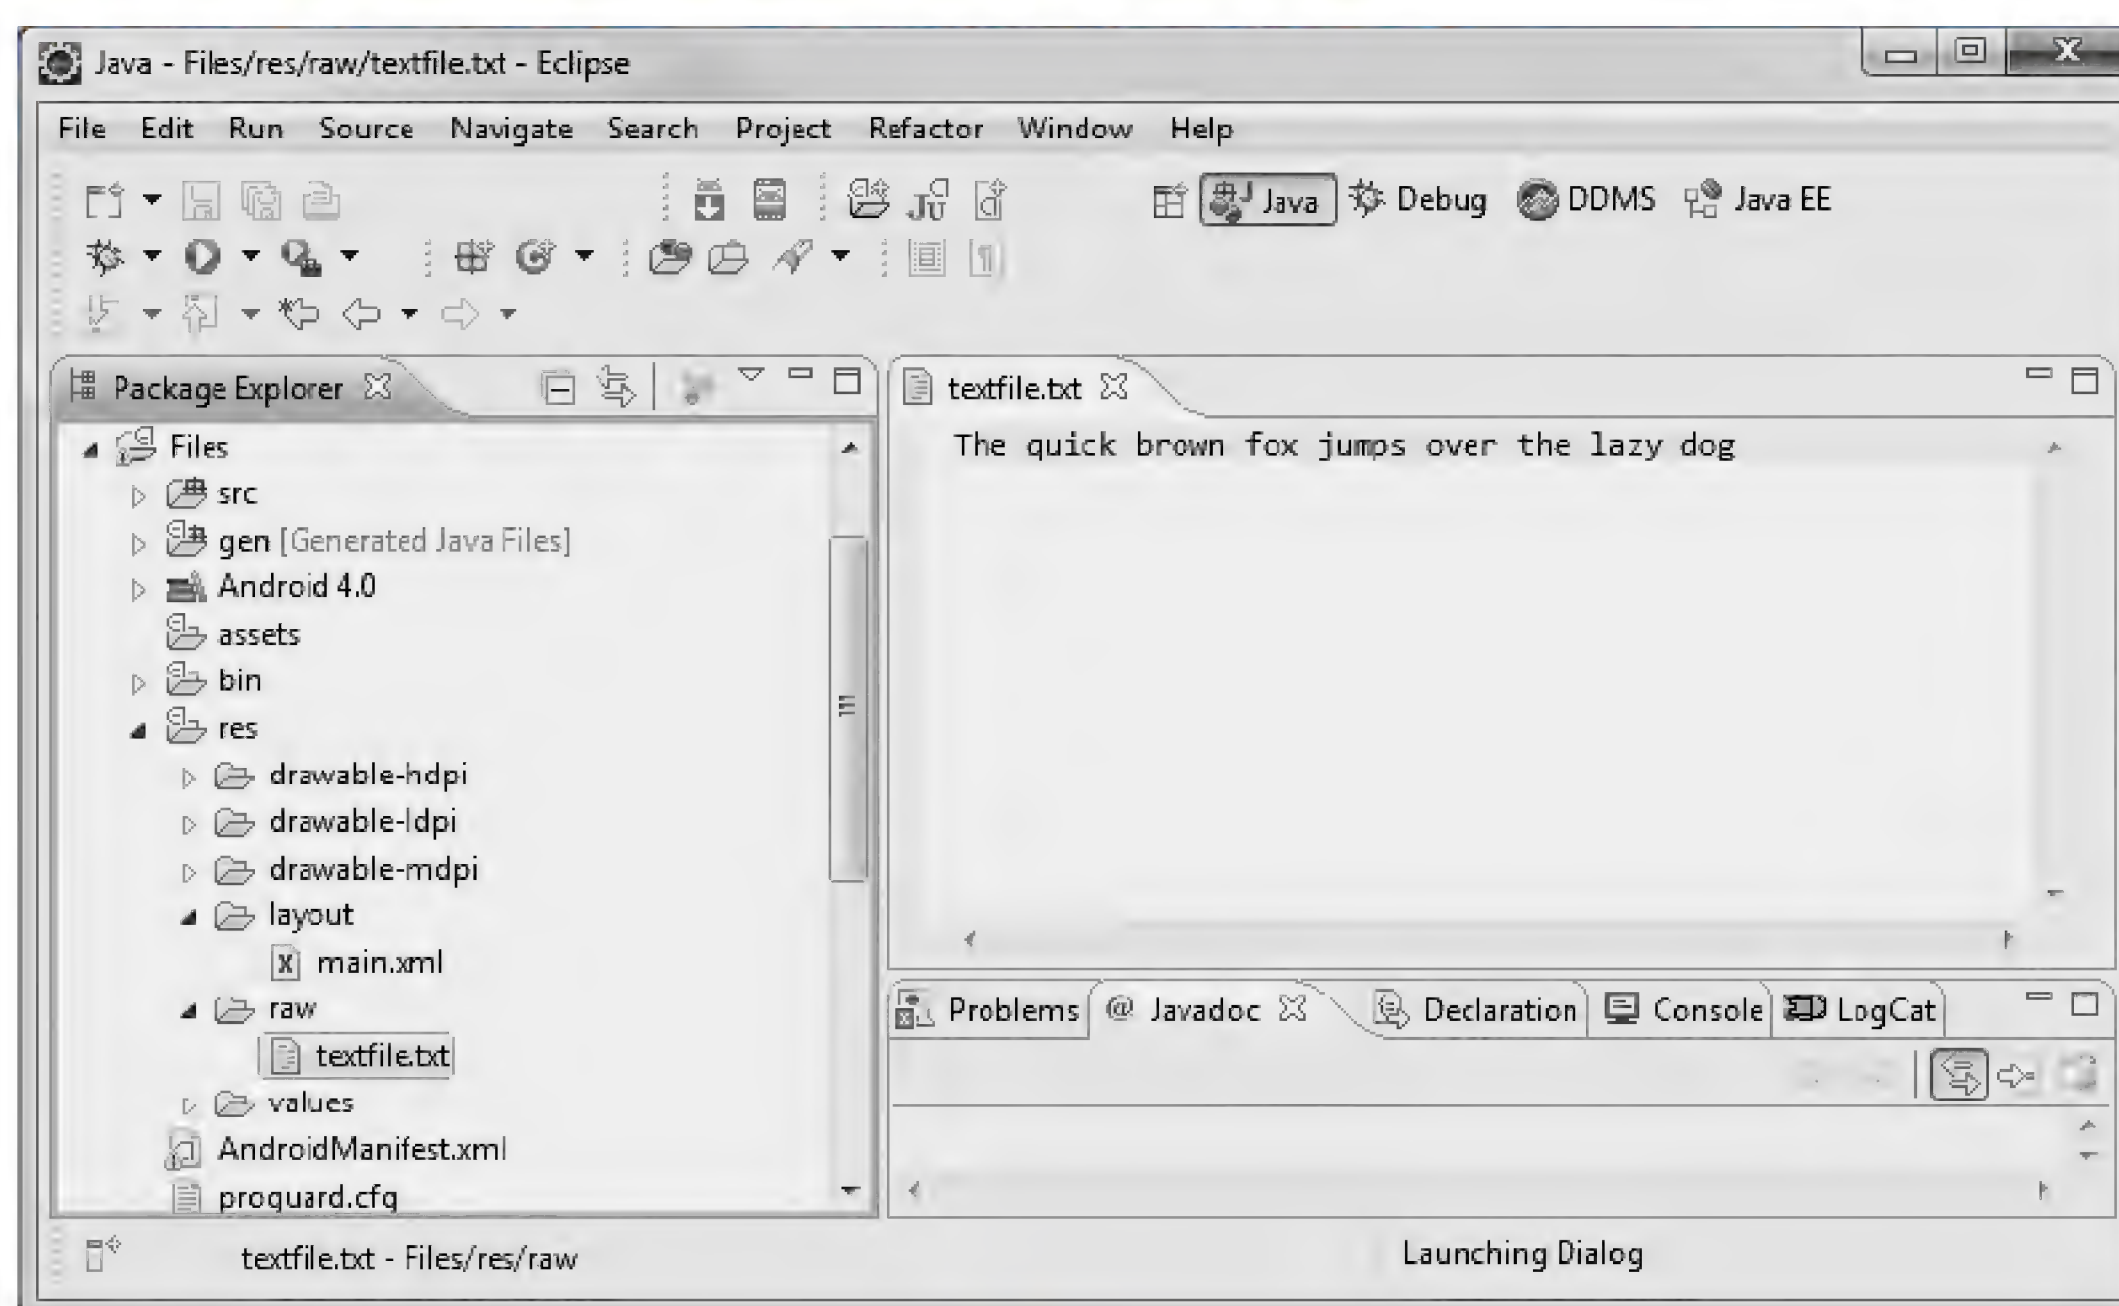 Java - Files/res/raw/textfile.txt - Eclipse
File Edit Run Source Navigate Search Project Refactor Window Help
Java Debug DDMS Java EE
Package Explorer
Files
src
gen [Generated Java Files]
Android 4.0
assets
bin
res
drawable-hdpi
drawable-ldpi
drawable-mdpi
layout
main.xml
raw
textfile.txt
values
AndroidManifest.xml
proguard.cfg
textfile.txt
The quick brown fox jumps over the lazy dog
Problems @ Javadoc Declaration Console LogCat
textfile.txt - Files/res/raw
Launching Dialog